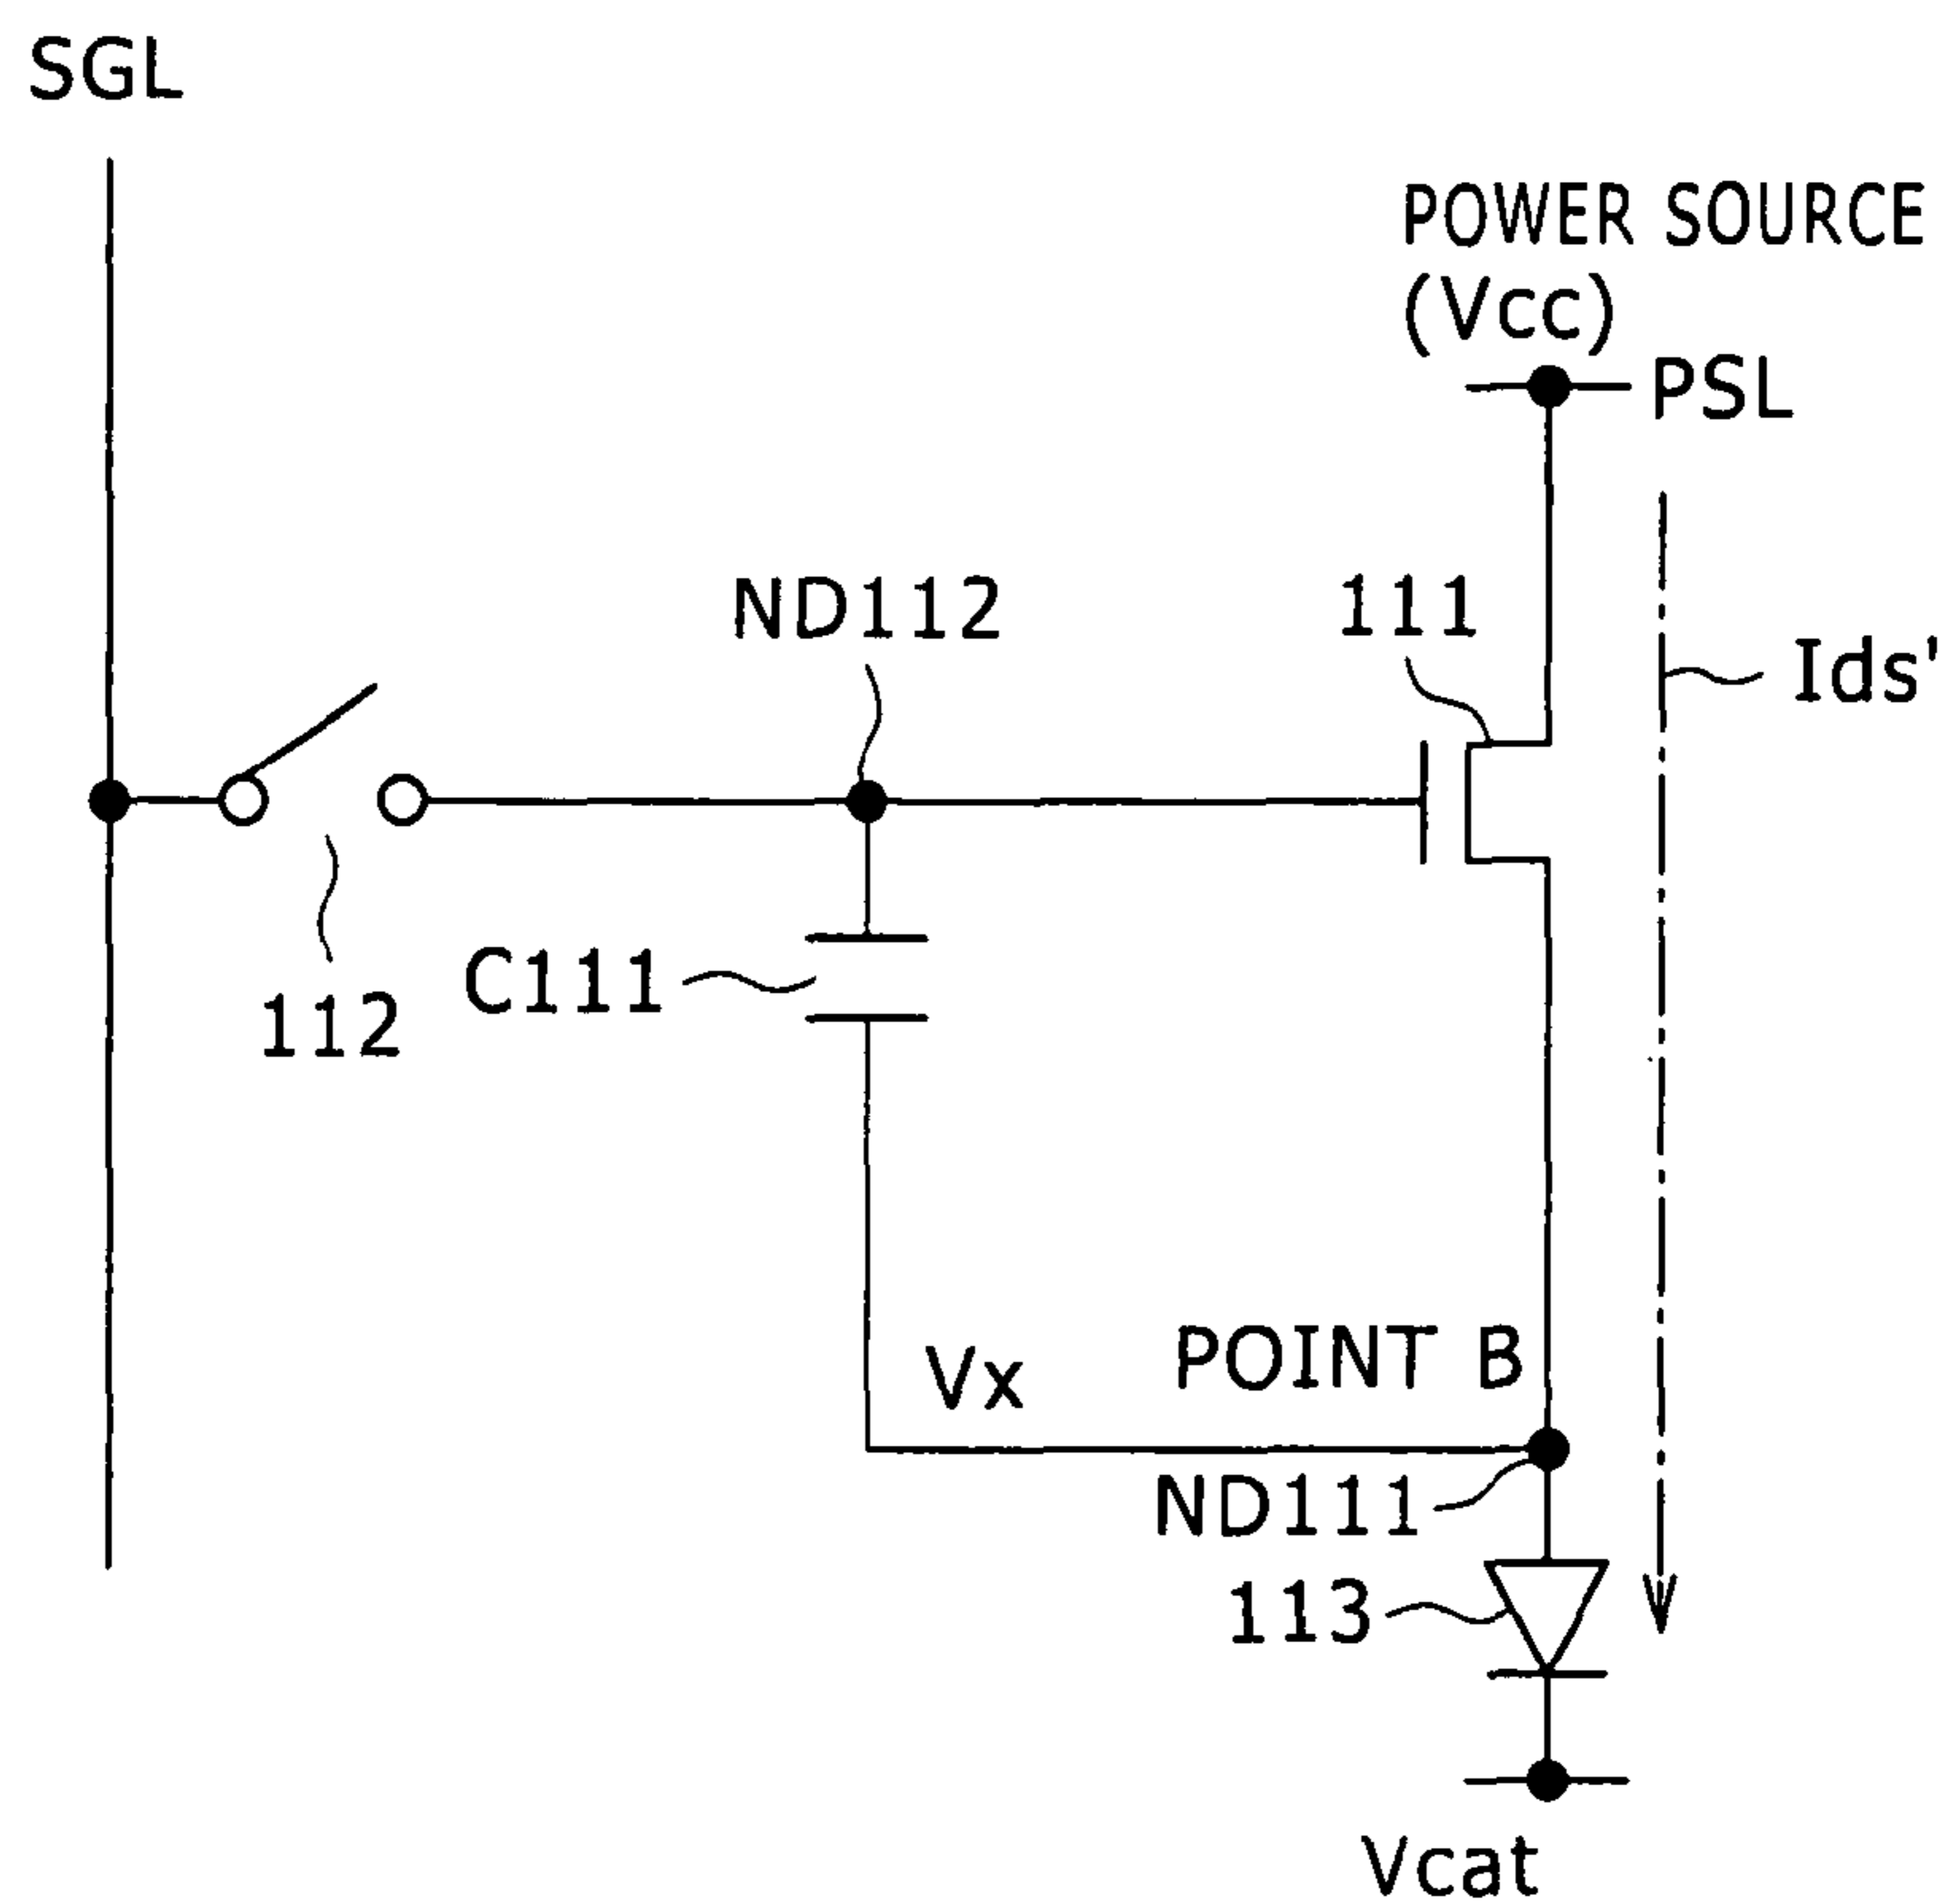 SGL
POWER SOURCE
(Vcc)
PSL
ND112
111
Ids'
C111
112
POINT B
Vx
ND111
113
Vcat